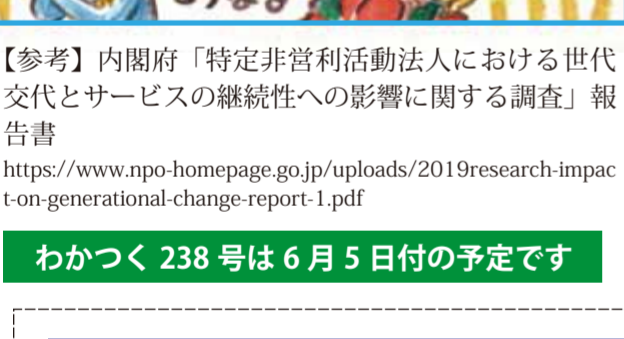 【参考】内閣府「特定非営利活動法人における世代
交代とサービスの継続性への影響に関する調査」報
告書
https://www.npo-homepage.go.jp/uploads/2019research-impac
t-on-generational-change-report-1.pdf
わかつく 238 号は 6 月 5 日付の予定です